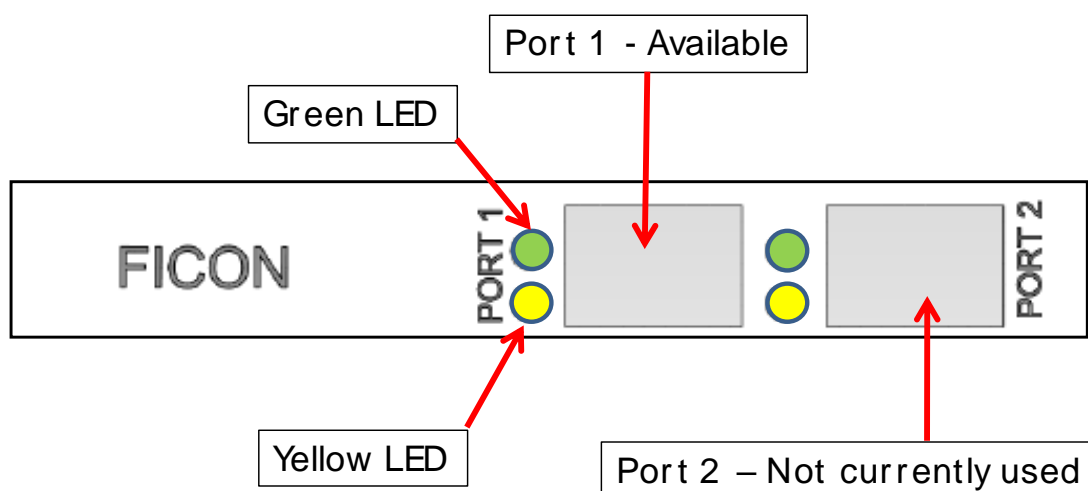 Port 1 - Available
Green LED
FICON
PORT 1
PORT 2
Yellow LED
Port 2 – Not currently used